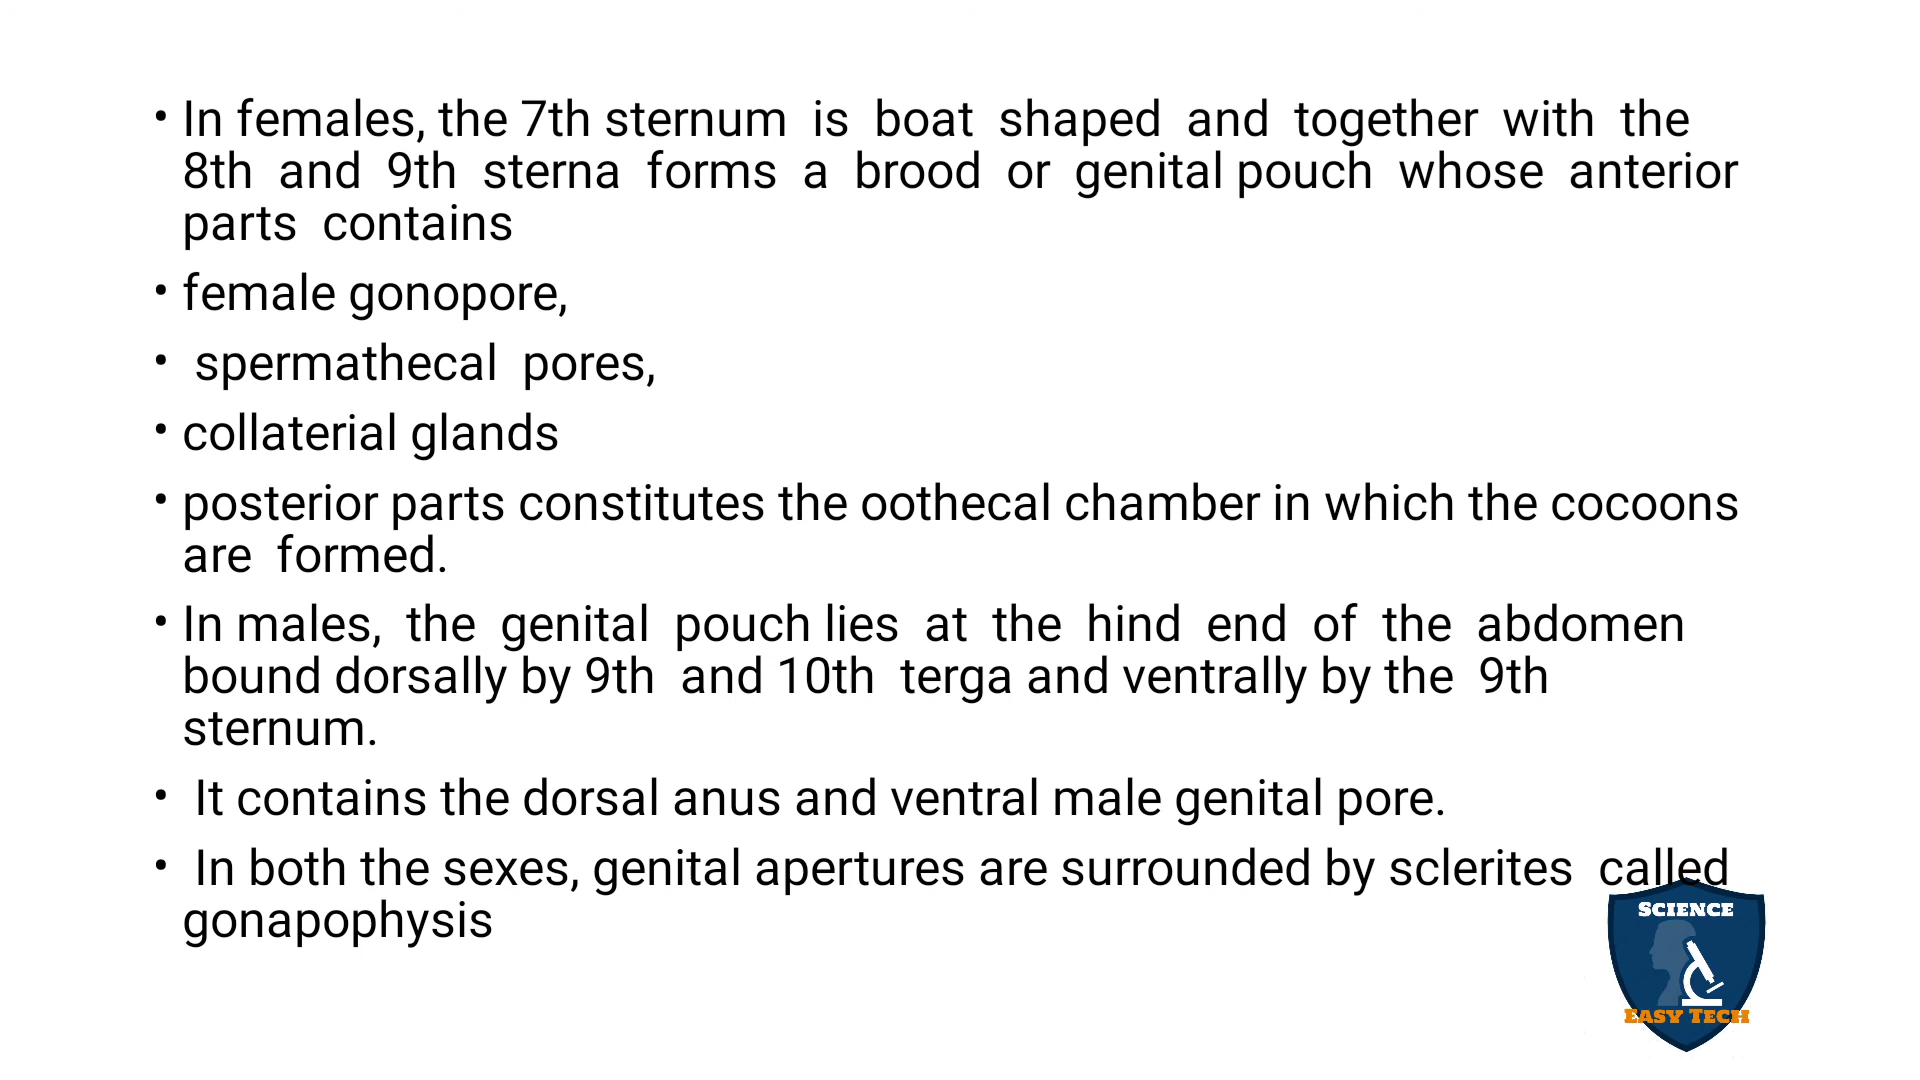 • In females, the 7th sternum is boat shaped and together with the
8th and 9th sterna forms a brood or genital pouch whose anterior
parts contains
• female gonopore,
• spermathecal pores,
• collaterial glands
• posterior parts constitutes the oothecal chamber in which the cocoons
are formed.
• In males, the genital pouch lies at the hind end of the abdomen
bound dorsally by 9th and 10th terga and ventrally by the 9th
sternum.
• It contains the dorsal anus and ventral male genital pore.
• In both the sexes, genital apertures are surrounded by sclerites called
gonapophysis
SCIENCE
EASY TECH